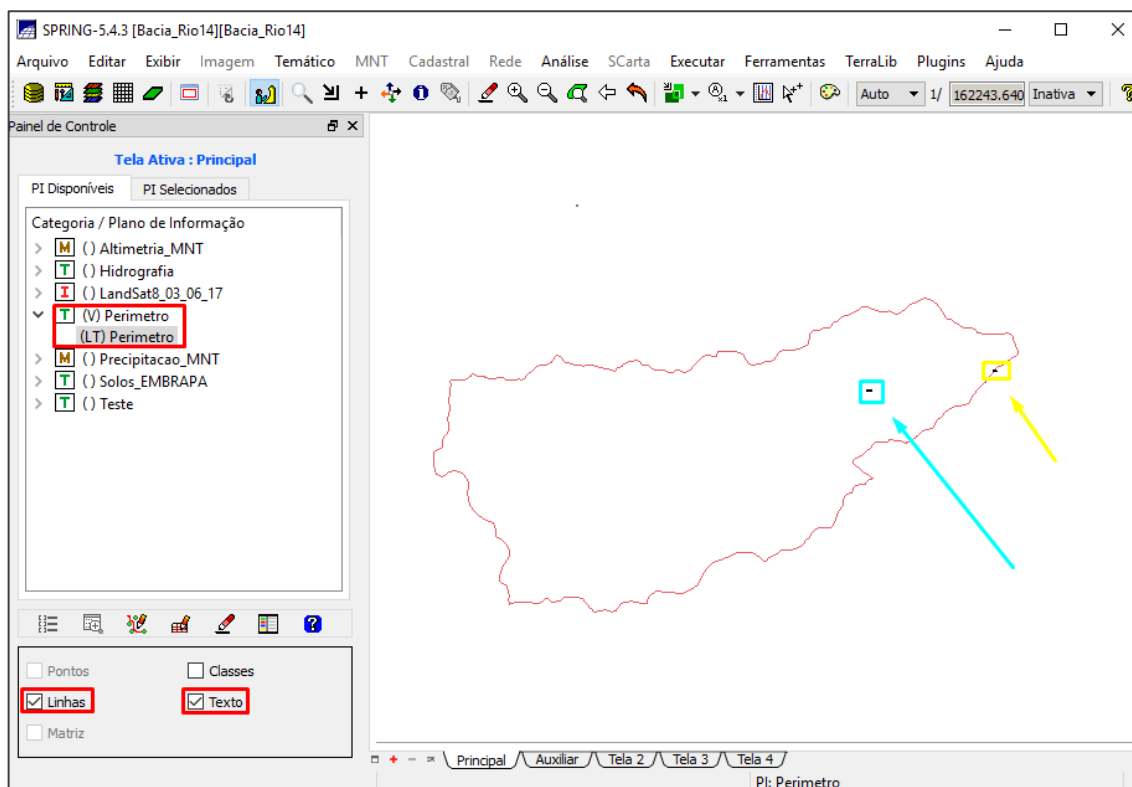 SPRING-5.4.3 [Bacia_Rio14][Bacia_Rio14]
Arquivo Editar Exibir Imagem Temático MNT Cadastral Rede Análise SCarta Executar Ferramentas TerraLib Plugins Ajuda
Auto 1/ 162243.640 Inativa
Painel de Controle
Tela Ativa : Principal
PI Disponíveis PI Selecionados
Categoria / Plano de Informação
M ( ) Altimetria_MNT
T ( ) Hidrografia
I ( ) LandSat8_03_06_17
T (V) Perimetro
(LT) Perimetro
M ( ) Precipitacao_MNT
T ( ) Solos_EMBRAPA
T ( ) Teste
Pontos Classes
Linhas Texto
Matriz
Principal Auxiliar Tela 2 Tela 3 Tela 4
PI: Perimetro